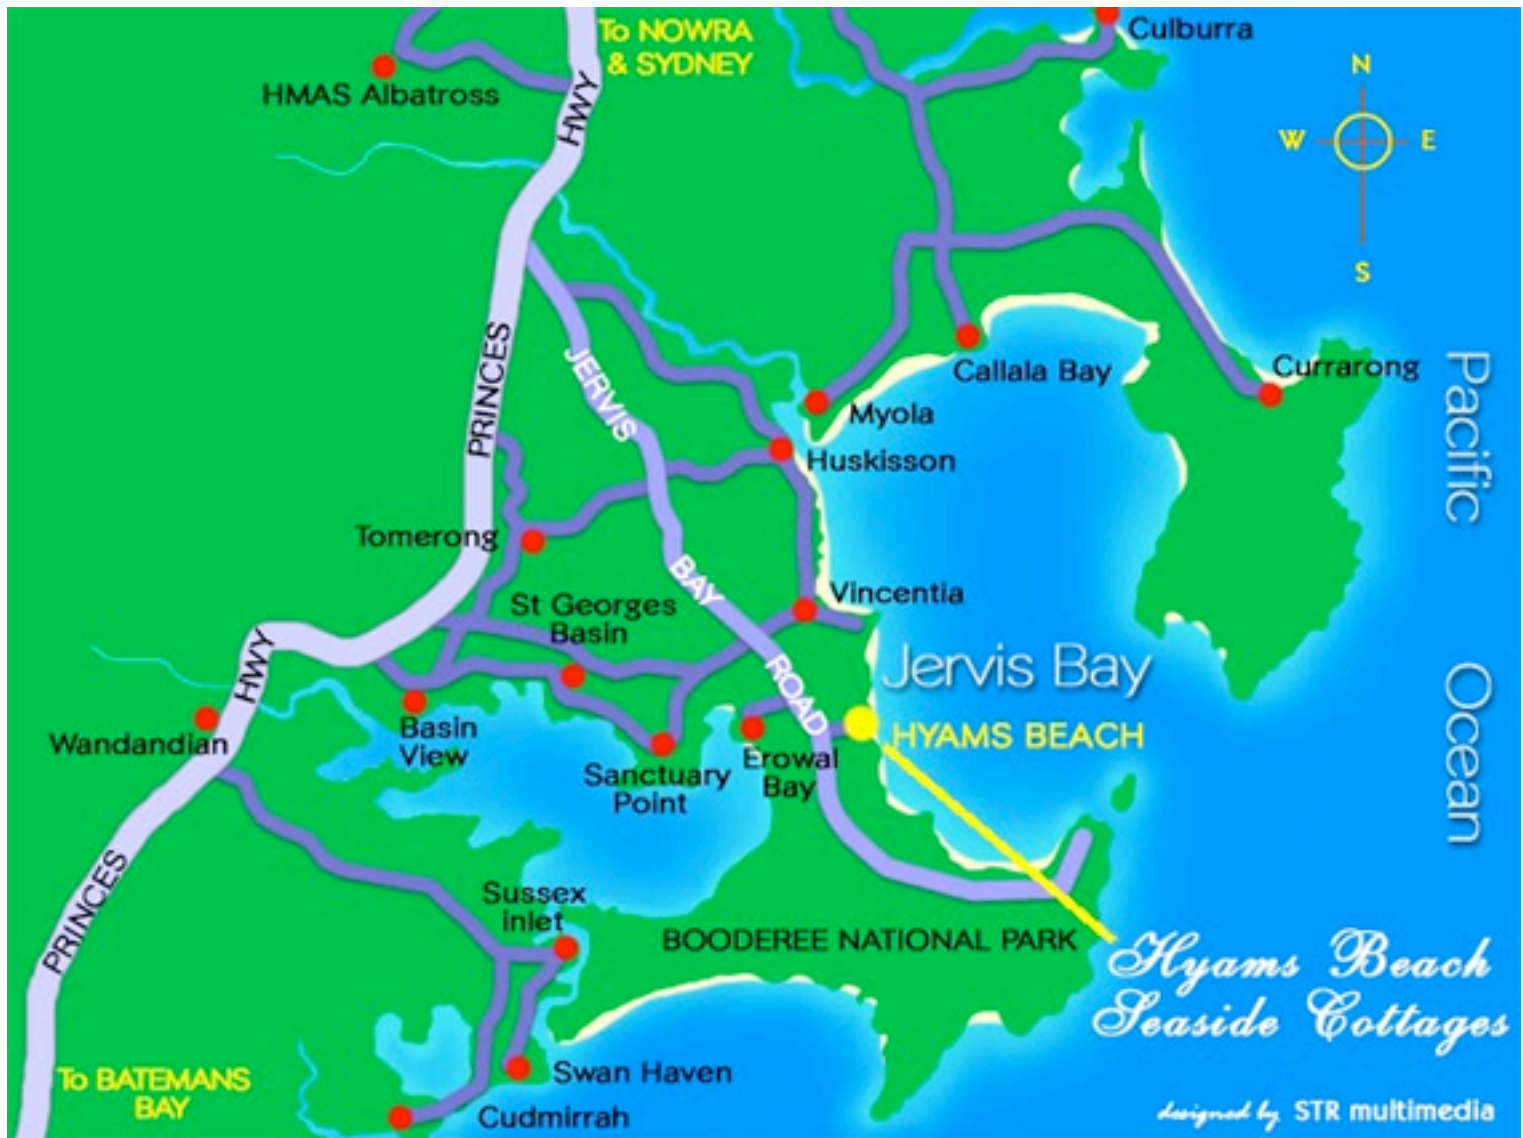 To NOWRA
& SYDNEY
Culburra
HMAS Albatross
N
W
E
S
HWY
PRINCES
JERVIS
BAY
ROAD
Callala Bay
Currarong
Myola
Huskisson
Pacific
Ocean
Tomerong
Vincentia
St Georges
Basin
HWY
Jervis Bay
Wandandian
Basin
View
HYAMS BEACH
Sanctuary
Point
Erowal
Bay
PRINCES
Sussex
inlet
BOODEREE NATIONAL PARK
Hyams Beach
Seaside Cottages
Swan Haven
To BATEMANS
BAY
Cudmirrah
designed by STR multimedia